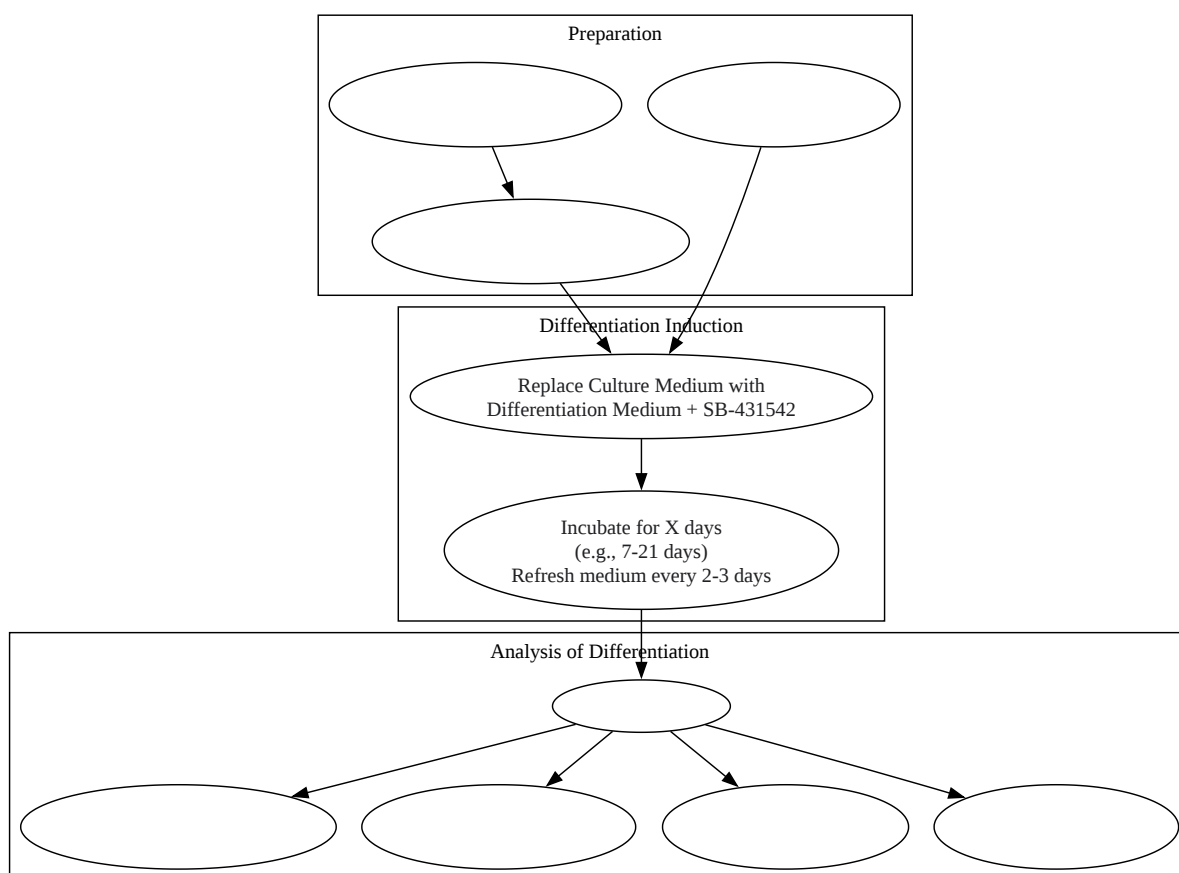 Preparation
Differentiation Induction
Replace Culture Medium with
Differentiation Medium + SB-431542
Incubate for X days
(e.g., 7-21 days)
Refresh medium every 2-3 days
Analysis of Differentiation